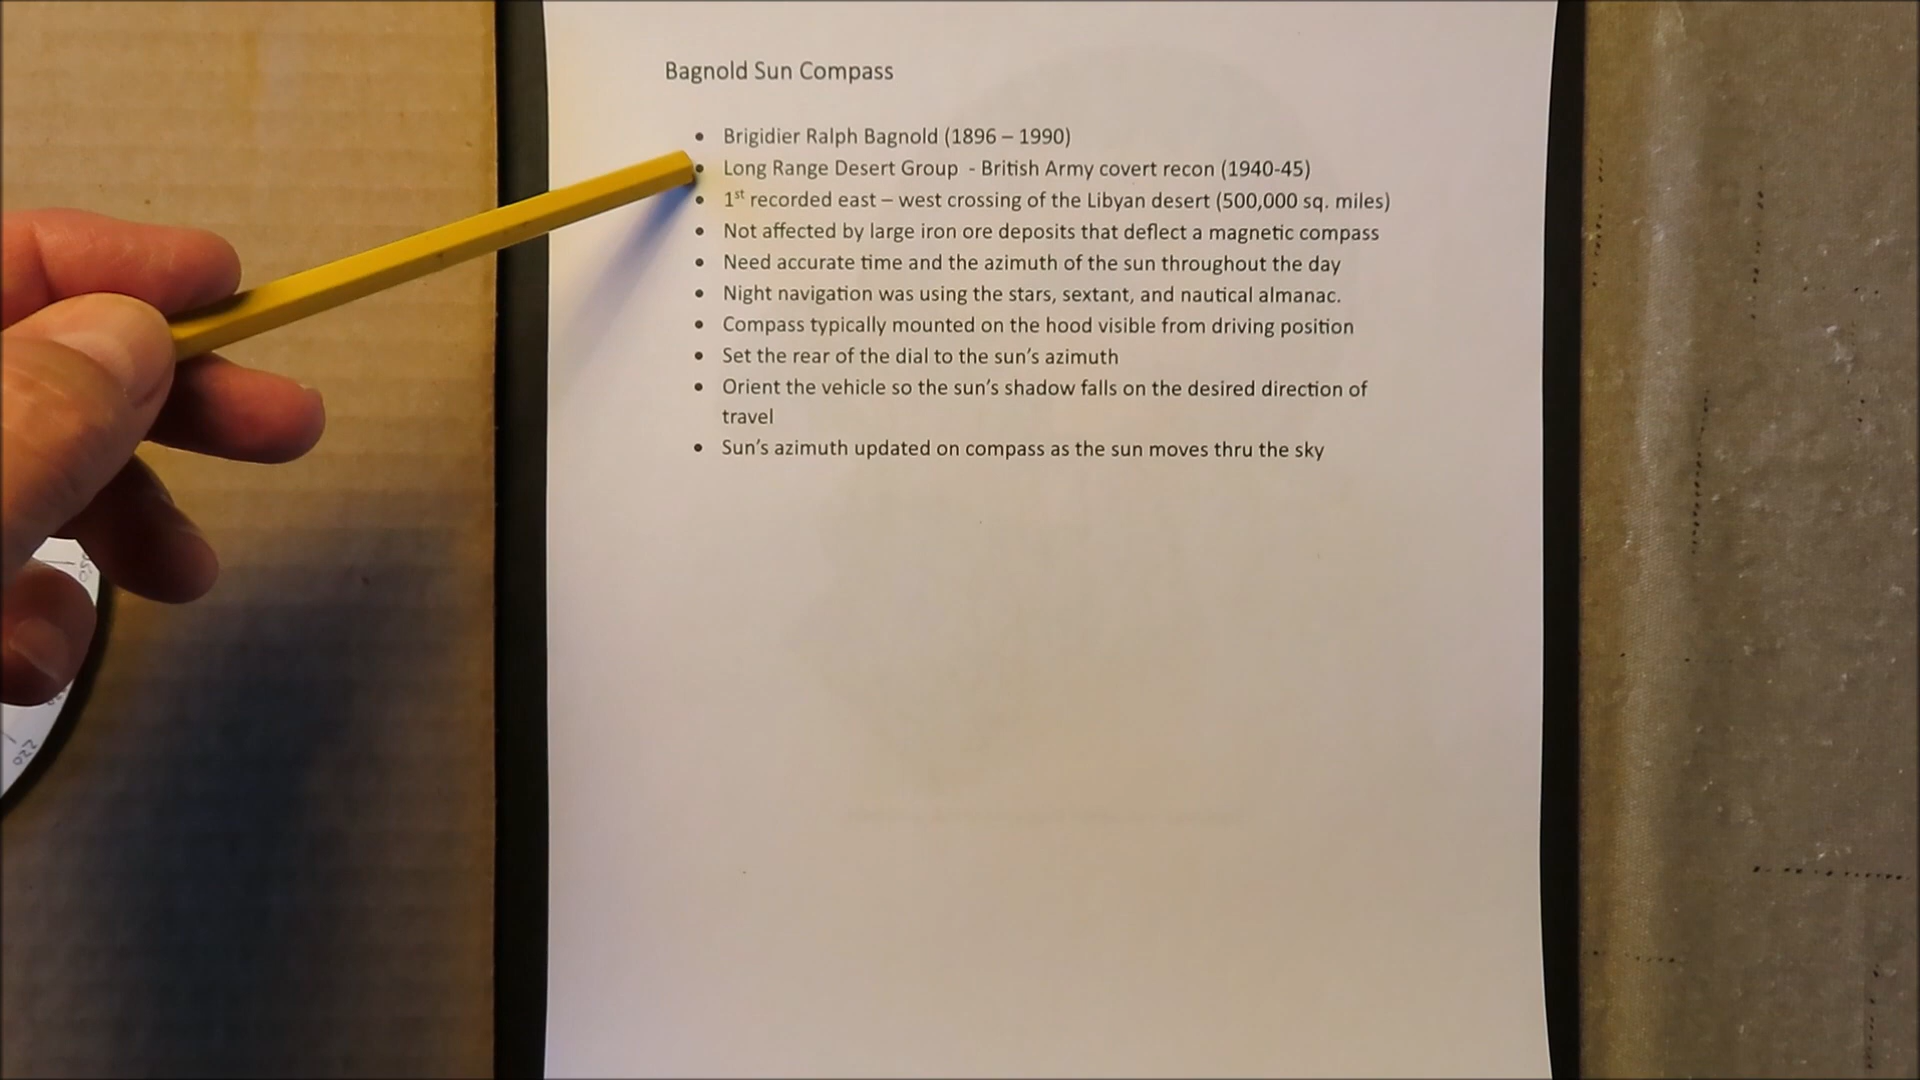 Bagnold Sun Compass
• Brigidier Ralph Bagnold (1896 – 1990)
• Long Range Desert Group - British Army covert recon (1940-45)
• 1st recorded east – west crossing of the Libyan desert (500,000 sq. miles)
• Not affected by large iron ore deposits that deflect a magnetic compass
• Need accurate time and the azimuth of the sun throughout the day
• Night navigation was using the stars, sextant, and nautical almanac.
• Compass typically mounted on the hood visible from driving position
• Set the rear of the dial to the sun’s azimuth
• Orient the vehicle so the sun’s shadow falls on the desired direction of
travel
• Sun’s azimuth updated on compass as the sun moves thru the sky
220